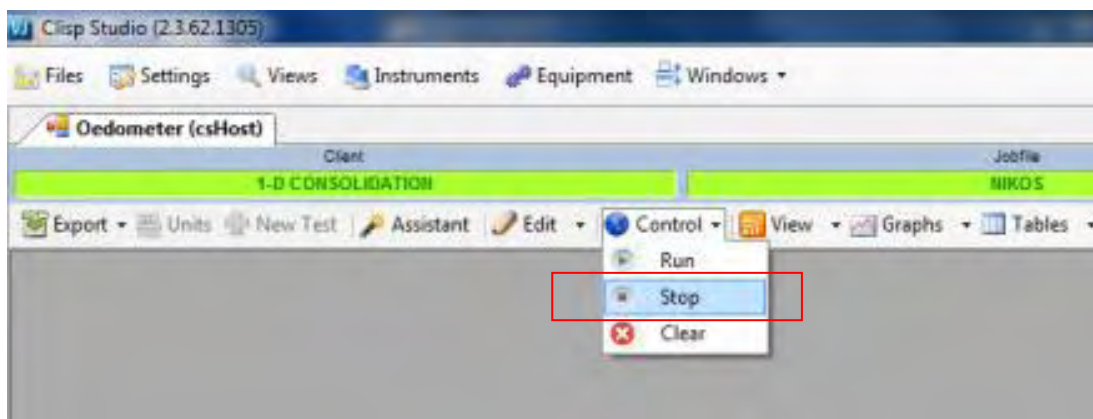 Clisp Studio (2.3.62.1305)
Files Settings Views Instruments Equipment Windows
Oedometer (csHost)
Client Jobfile
1-D CONSOLIDATION NIKOS
Export Units New Test Assistant Edit Control View Graphs Tables
Run
Stop
Clear